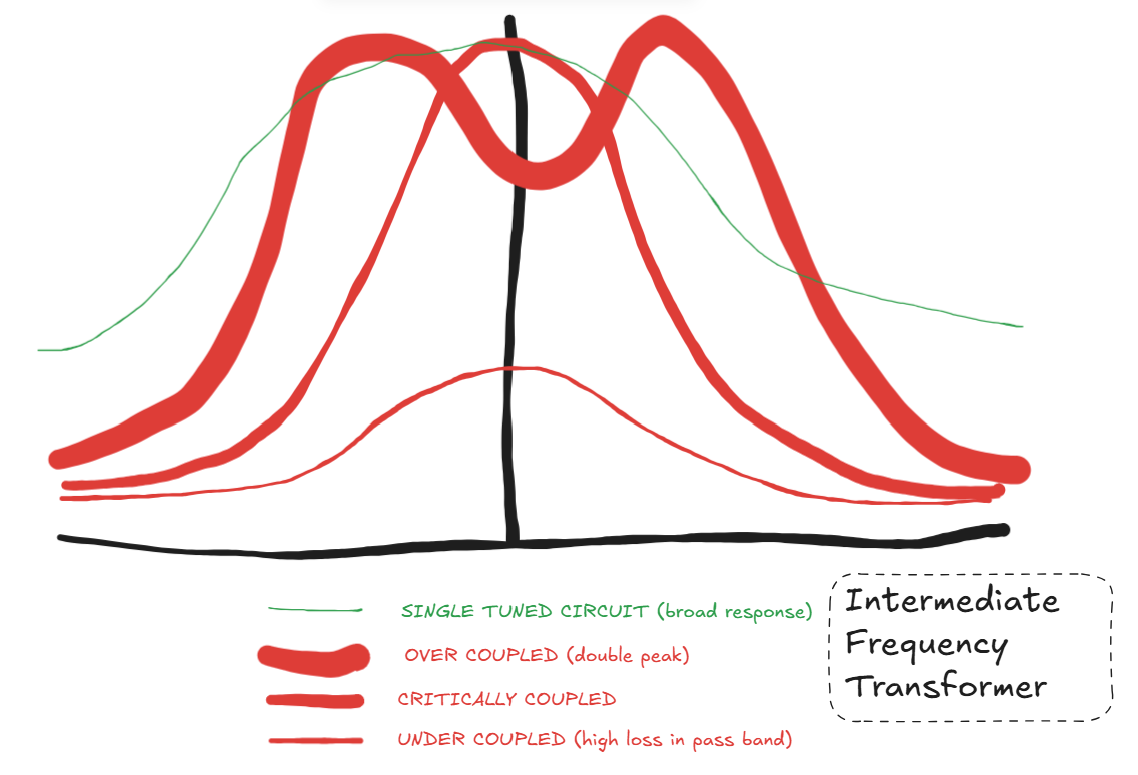 SINGLE TUNED CIRCUIT (broad response)
OVER COUPLED (double peak)
CRITICALLY COUPLED
UNDER COUPLED (high loss in pass band)
Intermediate
Frequency
Transformer